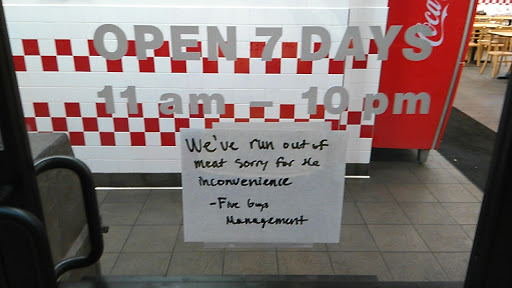 OPEN 7 DAYS
Coca
11 am - 10 pm
We've run out of
meat sorry for the
inconvenience
-Five Guys
Management